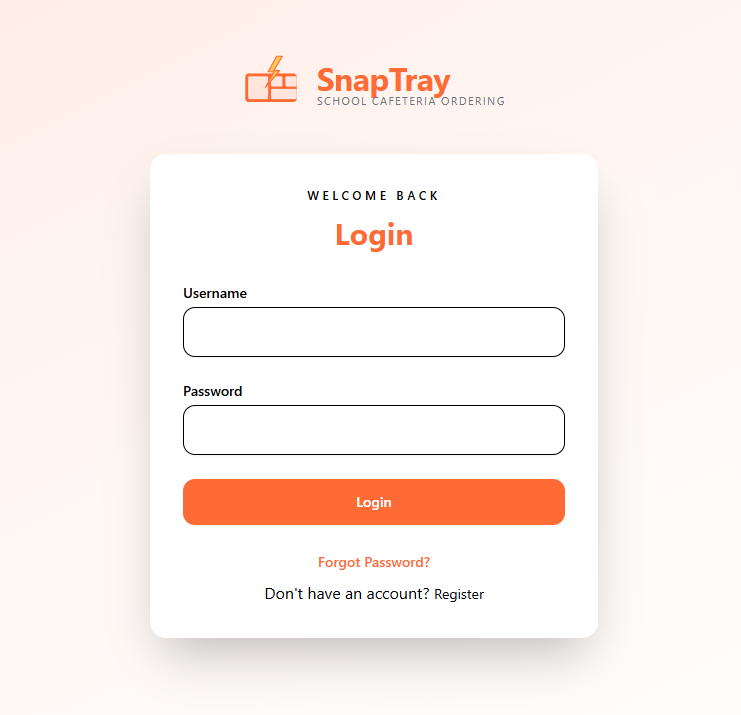 SnapTray
SCHOOL CAFETERIA ORDERING
WELCOME BACK
Login
Username
Password
Login
Forgot Password?
Don't have an account? Register